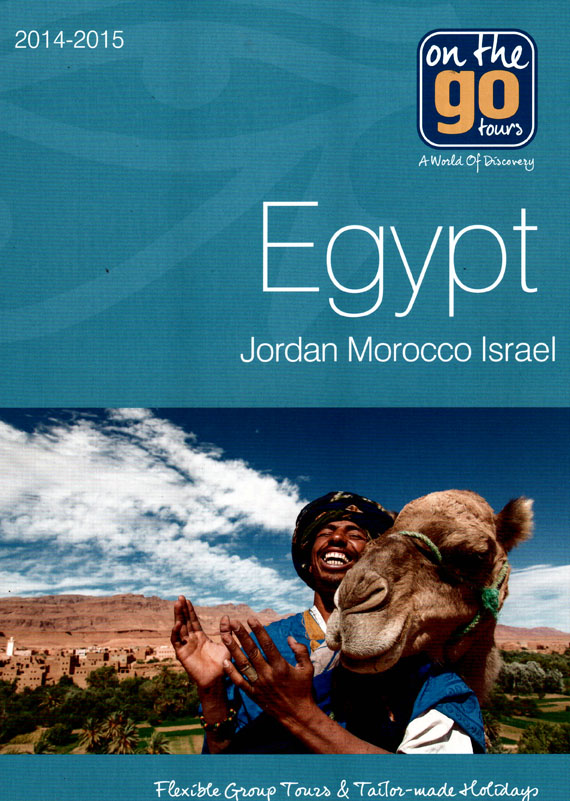 2014-2015
on the
go
tours
A World Of Discovery
Egypt
Jordan Morocco Israel
Flexible Group Tours & Tailor-made Holidays